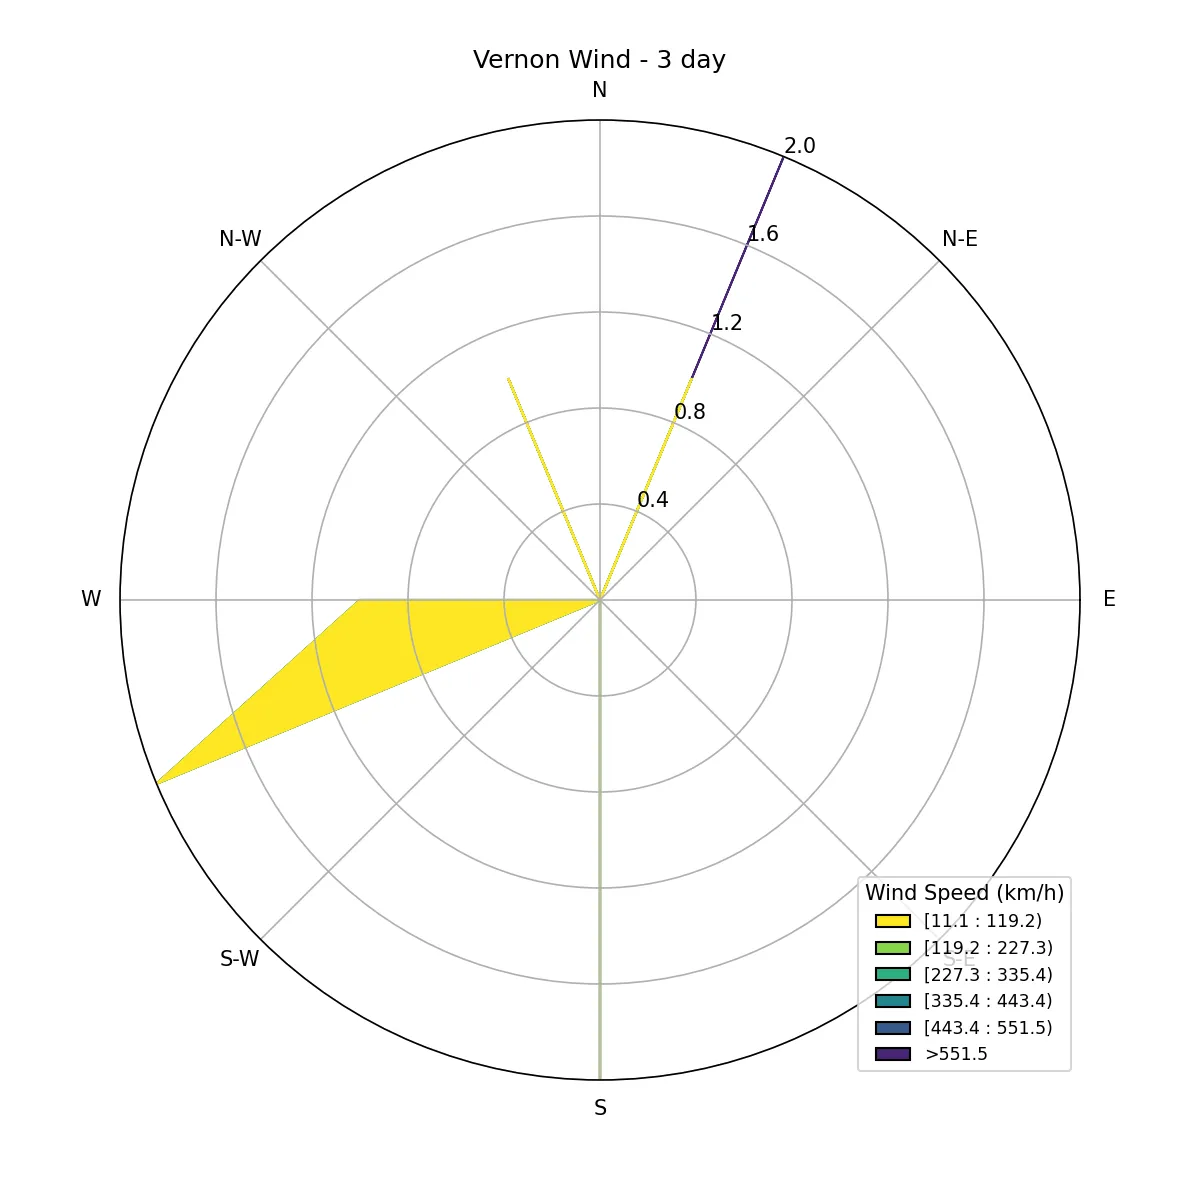 Vernon Wind - 3 day
N
2.0
N-W
1.6
N-E
1.2
0.8
0.4
W
E
Wind Speed (km/h)
[11.1 : 119.2)
[119.2 : 227.3)
S-W
S-E
[227.3 : 335.4)
[335.4 : 443.4)
[443.4 : 551.5)
>551.5
S